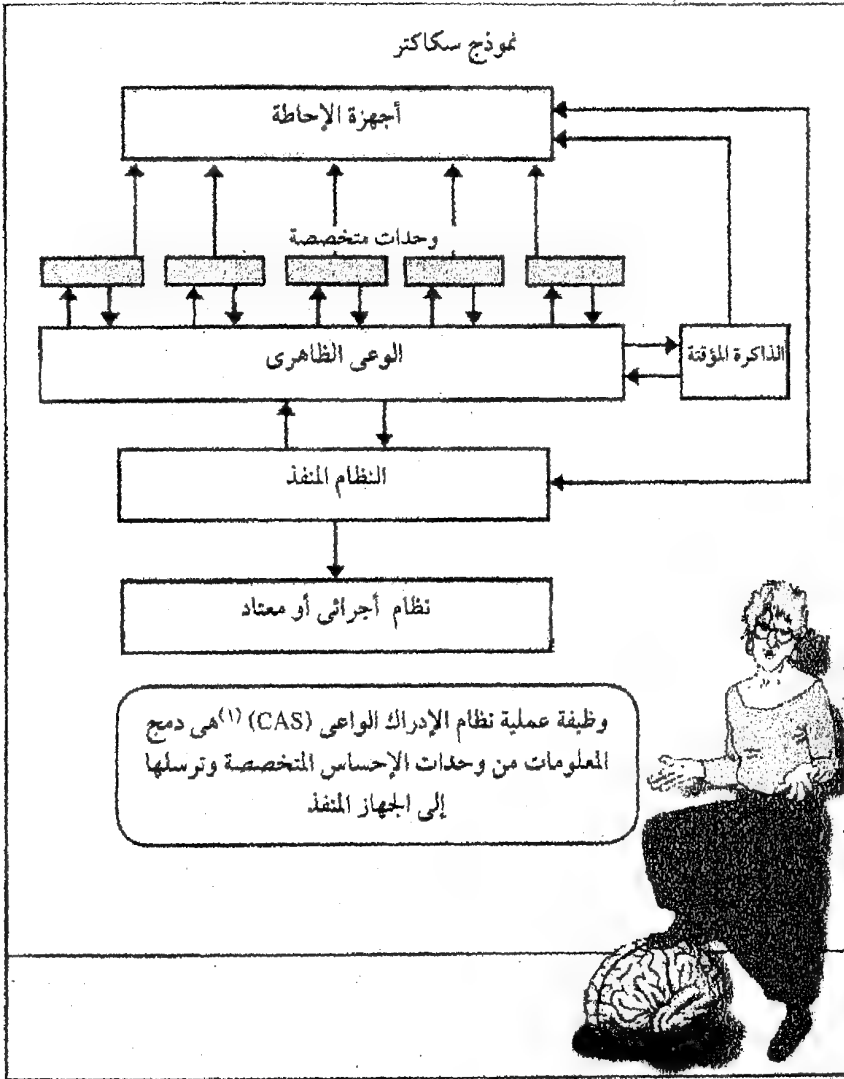 نموذج سكاكتر
أجهزة الإحاطة
وحدات متخصصة
الوعى الظاهرى
الذاكرة المؤقتة
النظام المنفذ
نظام أجرائى أو معتاد
وظيفة عملية نظام الإدراك الواعى (CAS) (١) هى دمج
المعلومات من وحدات الإحساس المتخصصة وترسلها
إلى الجهاز المنفذ